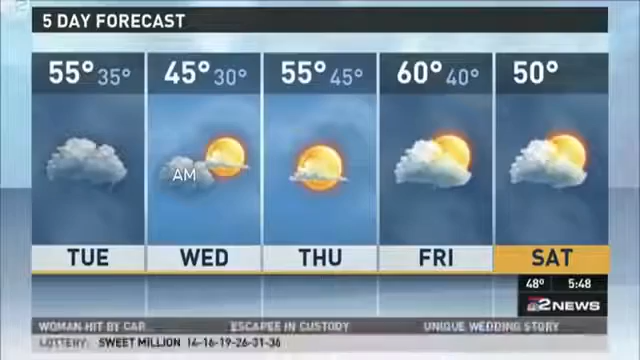 5 DAY FORECAST
55° 35° 45° 30° 55° 45° 60° 40° 50°
AM
TUE WED THU FRI SAT
48° 5:48
2 NEWS
WOMAN HIT BY CAR ESCAPEE IN CUSTODY UNIQUE WEDDING STORY
LOTTERY: SWEET MILLION 14-16-19-26-31-36